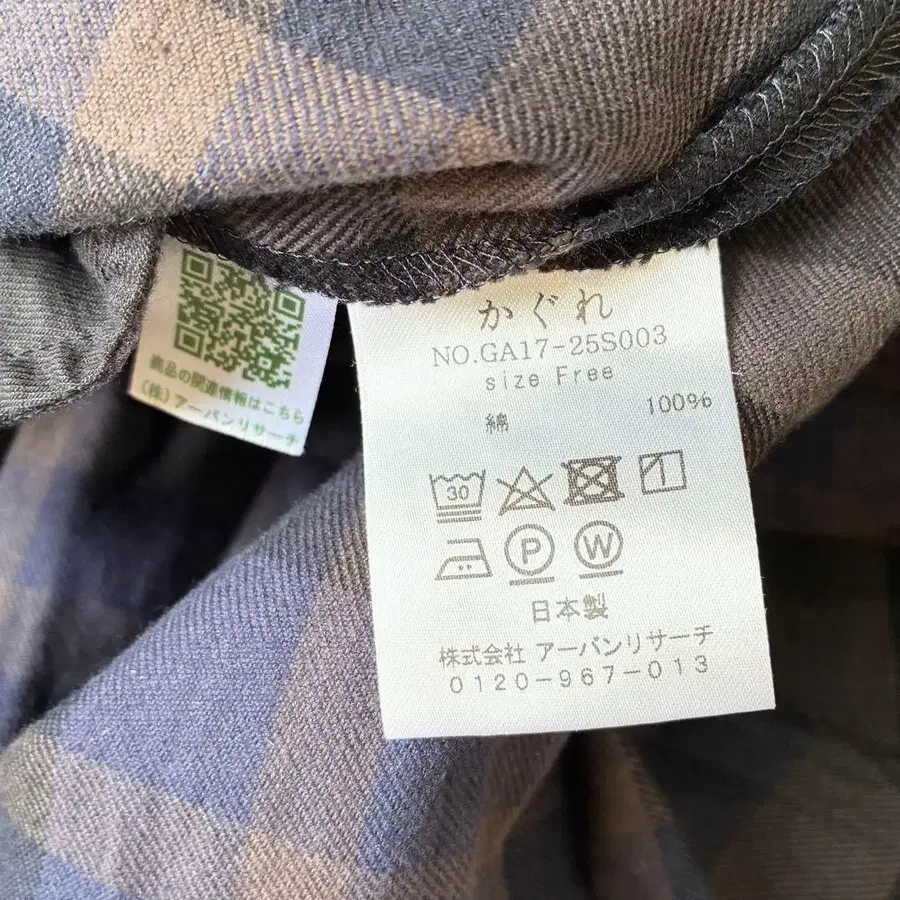 商品の関連情報はこちら
(株) アーバンリサーチ
かぐれ
NO.GA17-25S003
size Free
綿 100%
30
P W
日本製
株式会社 アーバンリサーチ
0120-967-013